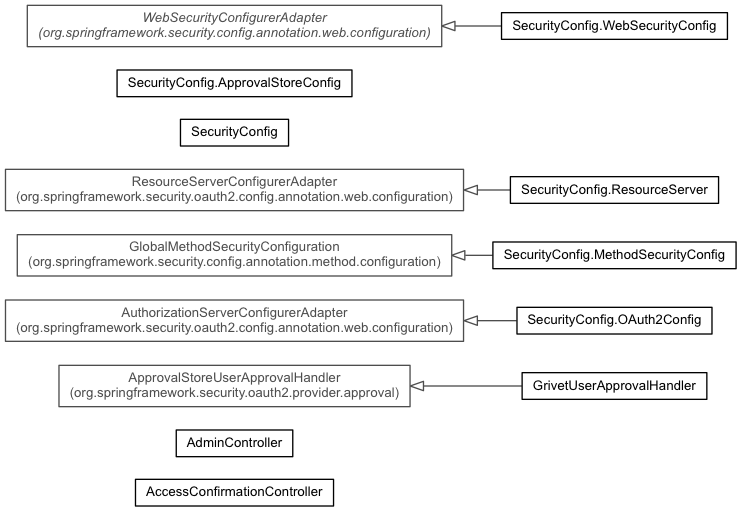 WebSecurityConfigurerAdapter
(org.springframework.security.config.annotation.web.configuration)
SecurityConfig.WebSecurityConfig
SecurityConfig.ApprovalStoreConfig
SecurityConfig
ResourceServerConfigurerAdapter
(org.springframework.security.oauth2.config.annotation.web.configuration)
SecurityConfig.ResourceServer
GlobalMethodSecurityConfiguration
(org.springframework.security.config.annotation.method.configuration)
SecurityConfig.MethodSecurityConfig
AuthorizationServerConfigurerAdapter
(org.springframework.security.oauth2.config.annotation.web.configuration)
SecurityConfig.OAuth2Config
ApprovalStoreUserApprovalHandler
(org.springframework.security.oauth2.provider.approval)
GrivetUserApprovalHandler
AdminController
AccessConfirmationController